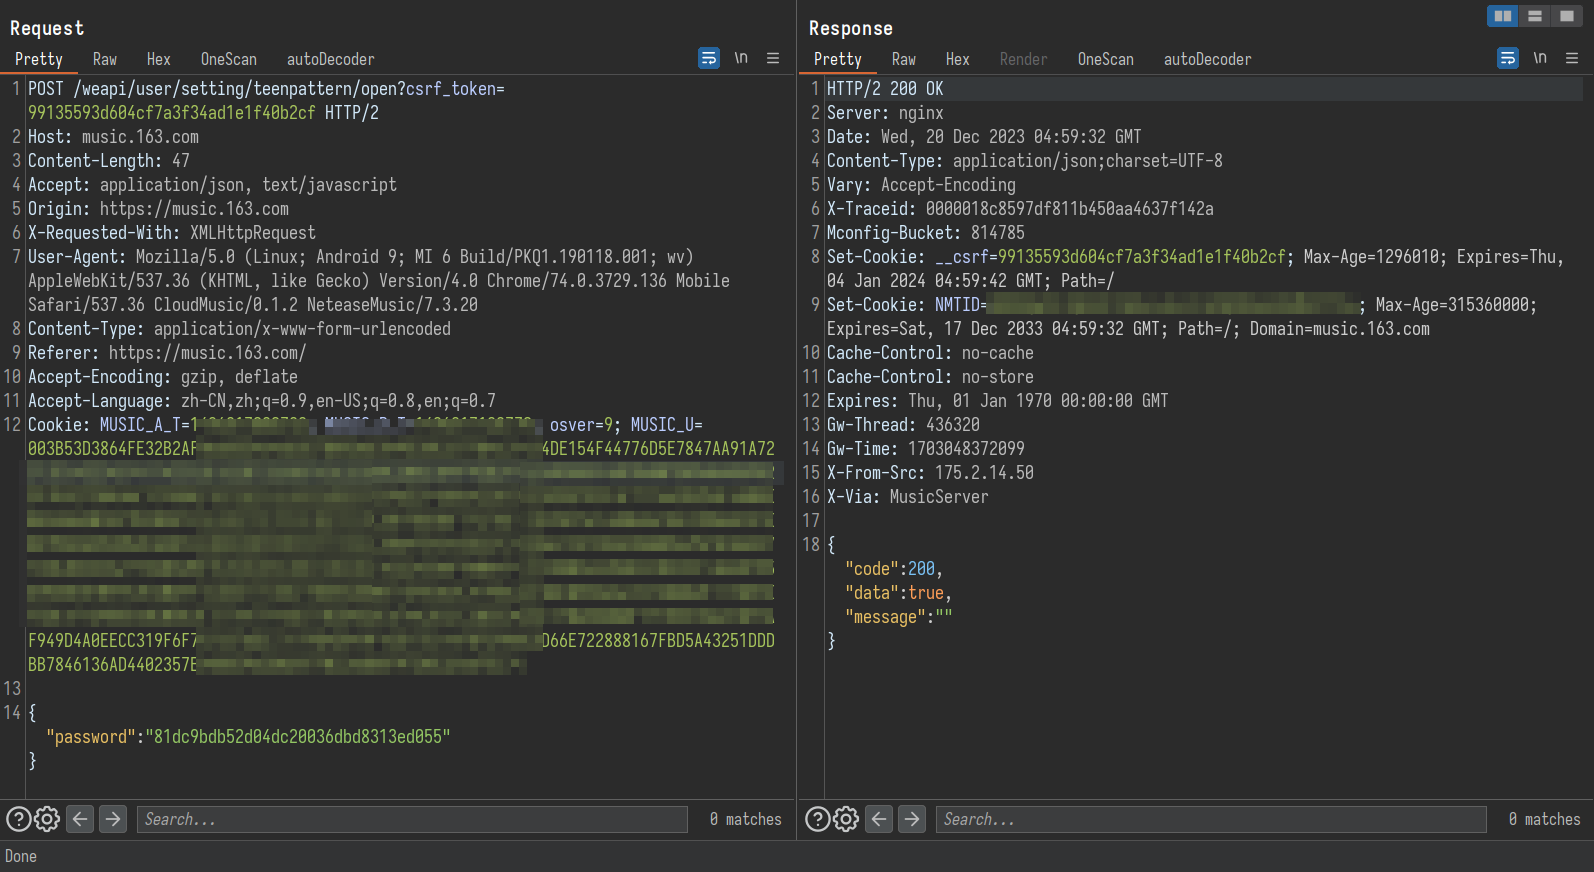 Request
Pretty Raw Hex OneScan autoDecoder \n
1 POST /weapi/user/setting/teenpattern/open?csrf_token=
99135593d604cf7a3f34ad1e1f40b2cf HTTP/2
2 Host: music.163.com
3 Content-Length: 47
4 Accept: application/json, text/javascript
5 Origin: https://music.163.com
6 X-Requested-With: XMLHttpRequest
7 User-Agent: Mozilla/5.0 (Linux; Android 9; MI 6 Build/PKQ1.190118.001; wv)
AppleWebKit/537.36 (KHTML, like Gecko) Version/4.0 Chrome/74.0.3729.136 Mobile
Safari/537.36 CloudMusic/0.1.2 NeteaseMusic/7.3.20
8 Content-Type: application/x-www-form-urlencoded
9 Referer: https://music.163.com/
10 Accept-Encoding: gzip, deflate
11 Accept-Language: zh-CN,zh;q=0.9,en-US;q=0.8,en;q=0.7
12 Cookie: MUSIC_A_T= osver=9; MUSIC_U=
003B53D3864FE32B2AF 4DE154F44776D5E7847AA91A72
F949D4A0EECC319F6F7 D66E722888167FBD5A43251DDD
BB7846136AD4402357E
13
14 {
"password":"81dc9bdb52d04dc20036dbd8313ed055"
}
Search... 0 matches
Response
Pretty Raw Hex Render OneScan autoDecoder \n
1 HTTP/2 200 OK
2 Server: nginx
3 Date: Wed, 20 Dec 2023 04:59:32 GMT
4 Content-Type: application/json;charset=UTF-8
5 Vary: Accept-Encoding
6 X-Traceid: 0000018c8597df811b450aa4637f142a
7 Mconfig-Bucket: 814785
8 Set-Cookie: __csrf=99135593d604cf7a3f34ad1e1f40b2cf; Max-Age=1296010; Expires=Thu,
04 Jan 2024 04:59:42 GMT; Path=/
9 Set-Cookie: NMTID= ; Max-Age=315360000;
Expires=Sat, 17 Dec 2033 04:59:32 GMT; Path=/; Domain=music.163.com
10 Cache-Control: no-cache
11 Cache-Control: no-store
12 Expires: Thu, 01 Jan 1970 00:00:00 GMT
13 Gw-Thread: 436320
14 Gw-Time: 1703048372099
15 X-From-Src: 175.2.14.50
16 X-Via: MusicServer
17
18 {
"code":200,
"data":true,
"message":""
}
Search... 0 matches
Done